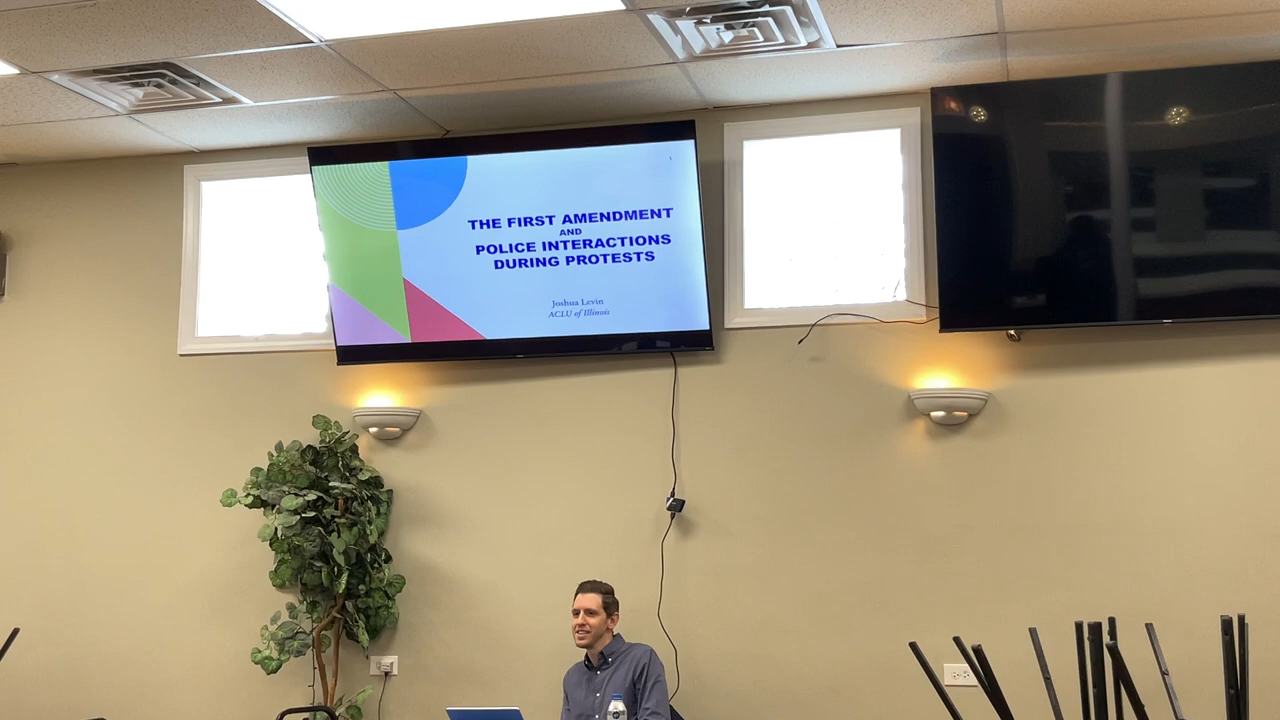 THE FIRST AMENDMENT
AND
POLICE INTERACTIONS
DURING PROTESTS
Joshua Levin
ACLU of Illinois